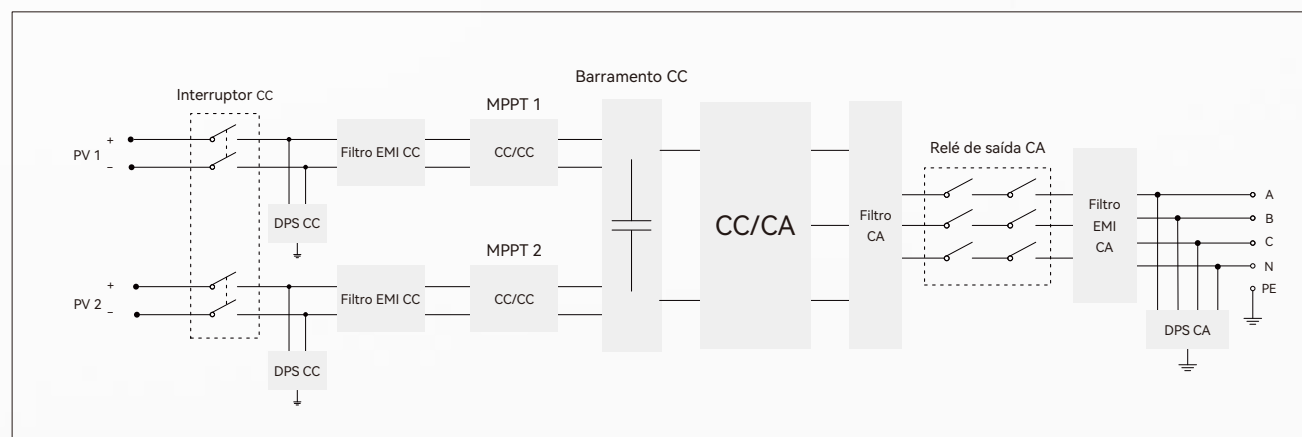 Barramento CC
Interruptor CC
MPPT 1
PV 1
+
−
Filtro EMI CC
CC/CC
DPS CC
MPPT 2
PV 2
+
−
Filtro EMI CC
CC/CC
DPS CC
CC/CA
Filtro
CA
Relé de saída CA
Filtro
EMI
CA
A
B
C
N
PE
DPS CA